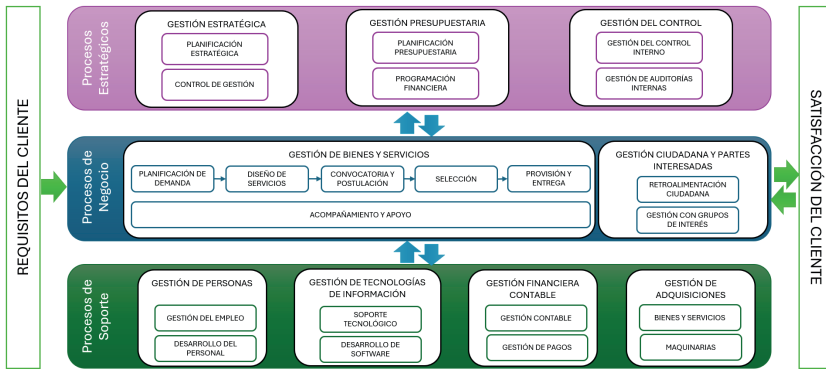 REQUISITOS DEL CLIENTE
Procesos
Estratégicos
GESTIÓN ESTRATÉGICA
PLANIFICACIÓN
ESTRATÉGICA
CONTROL DE GESTIÓN
GESTIÓN PRESUPUESTARIA
PLANIFICACIÓN
PRESUPUESTARIA
PROGRAMACIÓN
FINANCIERA
GESTIÓN DEL CONTROL
GESTIÓN DEL CONTROL
INTERNO
GESTIÓN DE AUDITORÍAS
INTERNAS
Procesos de
Negocio
GESTIÓN DE BIENES Y SERVICIOS
PLANIFICACIÓN DE
DEMANDA
DISEÑO DE
SERVICIOS
CONVOCATORIA Y
POSTULACIÓN
SELECCIÓN
PROVISIÓN Y
ENTREGA
ACOMPAÑAMIENTO Y APOYO
GESTIÓN CIUDADANA Y PARTES
INTERESADAS
RETROALIMENTACIÓN
CIUDADANA
GESTIÓN CON GRUPOS
DE INTERÉS
Procesos de
Soporte
GESTIÓN DE PERSONAS
GESTIÓN DEL EMPLEO
DESARROLLO DEL
PERSONAL
GESTIÓN DE TECNOLOGÍAS
DE INFORMACIÓN
SOPORTE
TECNOLÓGICO
DESARROLLO DE
SOFTWARE
GESTIÓN FINANCIERA
CONTABLE
GESTIÓN CONTABLE
GESTIÓN DE PAGOS
GESTIÓN DE
ADQUISICIONES
BIENES Y SERVICIOS
MAQUINARIAS
SATISFACCIÓN DEL CLIENTE